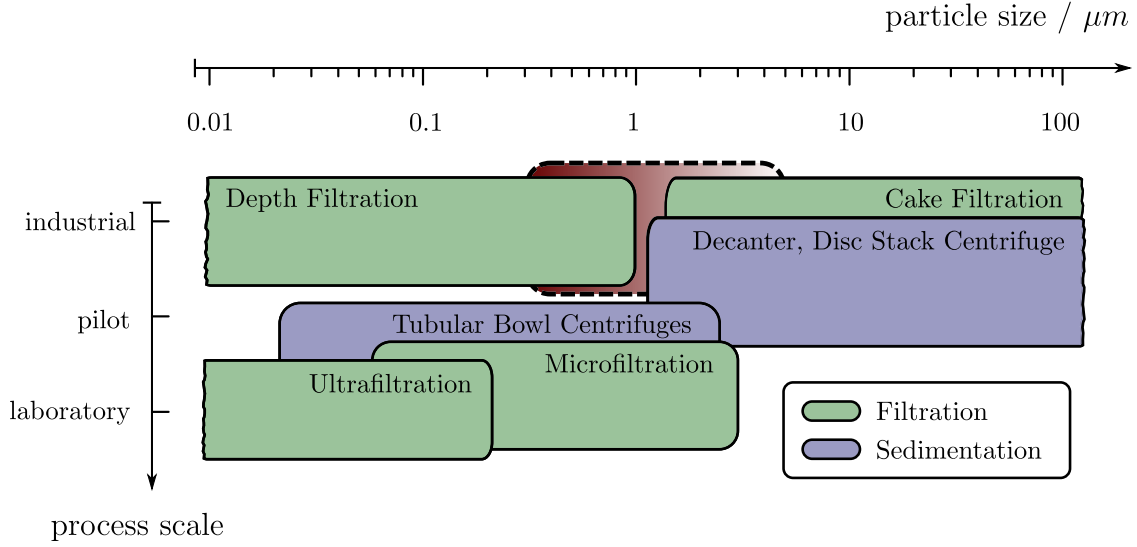 particle size / μm
0.01 0.1 1 10 100
Depth Filtration
Cake Filtration
industrial
Decanter, Disc Stack Centrifuge
pilot
Tubular Bowl Centrifuges
Microfiltration
Ultrafiltration
laboratory
Filtration
Sedimentation
process scale